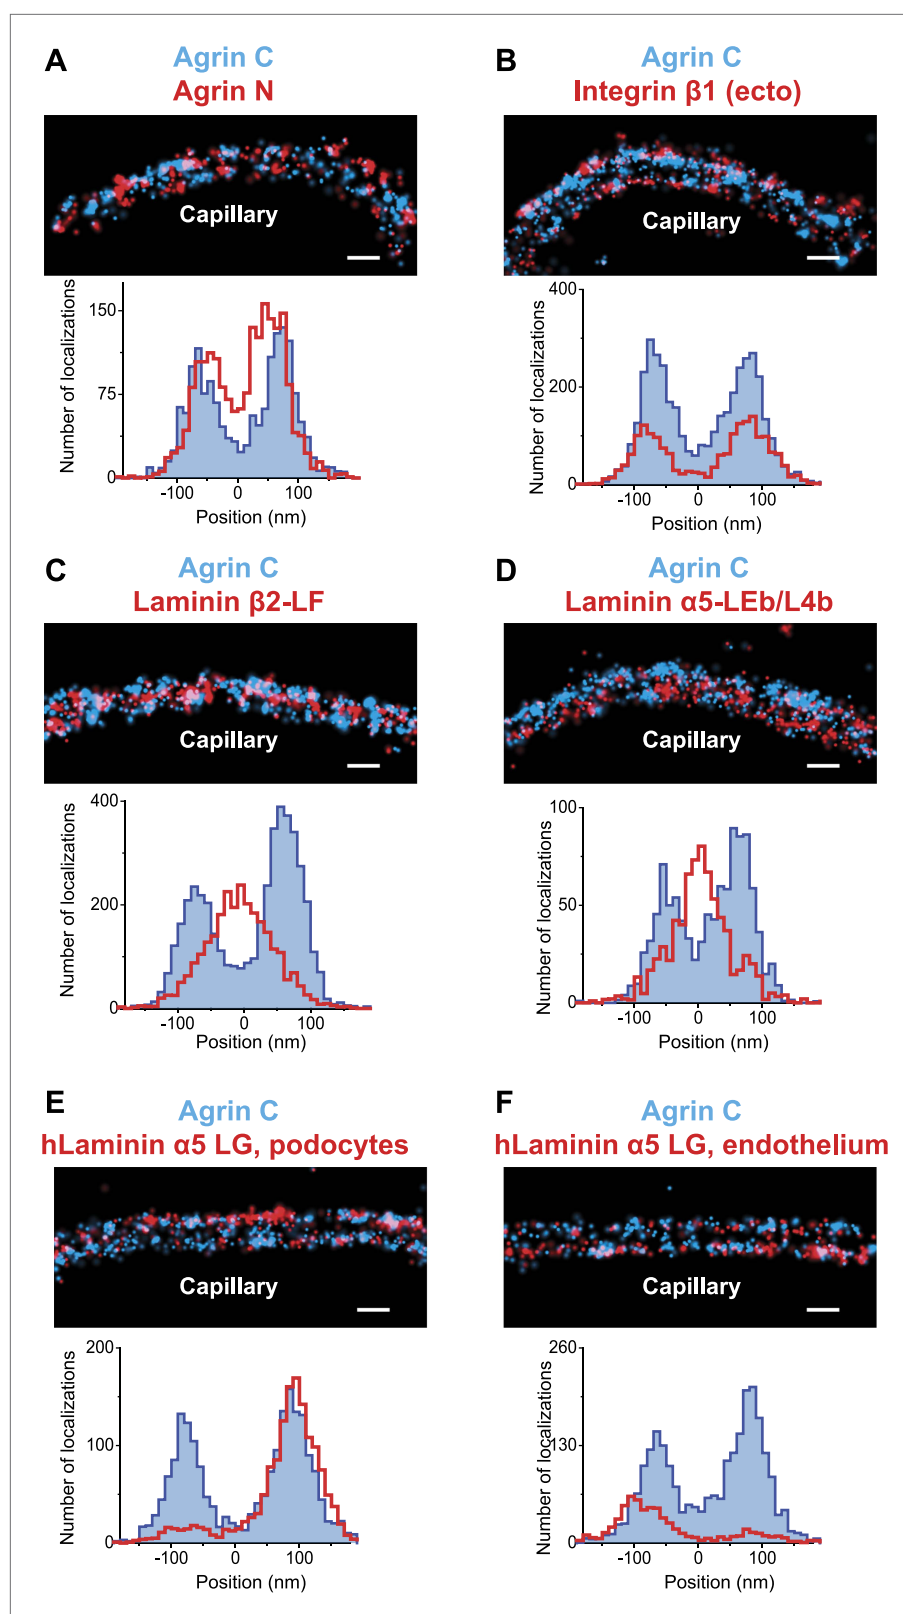 A
Agrin C
Agrin N
Capillary
Number of localizations
150
75
0
-100 0 100
Position (nm)
B
Agrin C
Integrin β1 (ecto)
Capillary
Number of localizations
400
200
0
-100 0 100
Position (nm)
C
Agrin C
Laminin β2-LF
Capillary
Number of localizations
400
200
0
-100 0 100
Position (nm)
D
Agrin C
Laminin α5-LEb/L4b
Capillary
Number of localizations
100
50
0
-100 0 100
Position (nm)
E
Agrin C
hLaminin α5 LG, podocytes
Capillary
Number of localizations
200
100
0
-100 0 100
Position (nm)
F
Agrin C
hLaminin α5 LG, endothelium
Capillary
Number of localizations
260
130
0
-100 0 100
Position (nm)